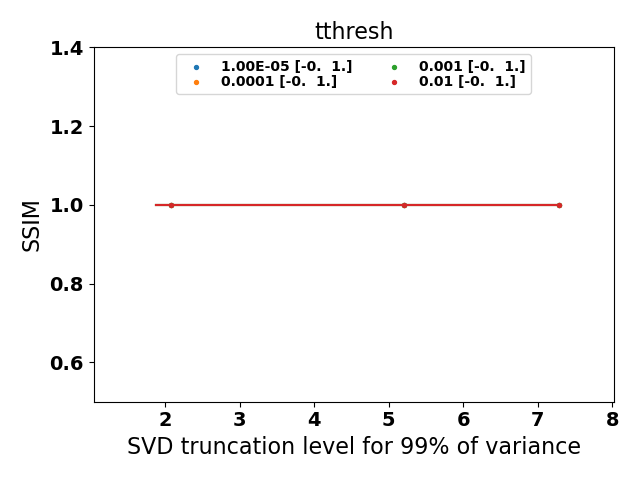 tthresh
1.4
1.00E-05 [-0.  1.]
0.001 [-0.  1.]
0.0001 [-0.  1.]
0.01 [-0.  1.]
1.2
1.0
0.8
0.6
SSIM
2 3 4 5 6 7 8
SVD truncation level for 99% of variance